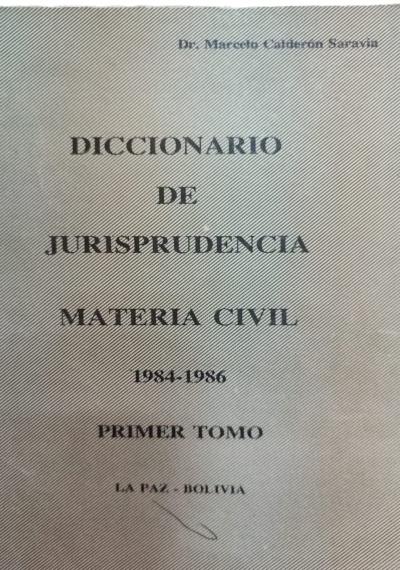 Dr. Marcelo Calderón Saravia
DICCIONARIO
DE
JURISPRUDENCIA
MATERIA CIVIL
1984-1986
PRIMER TOMO
LA PAZ - BOLIVIA